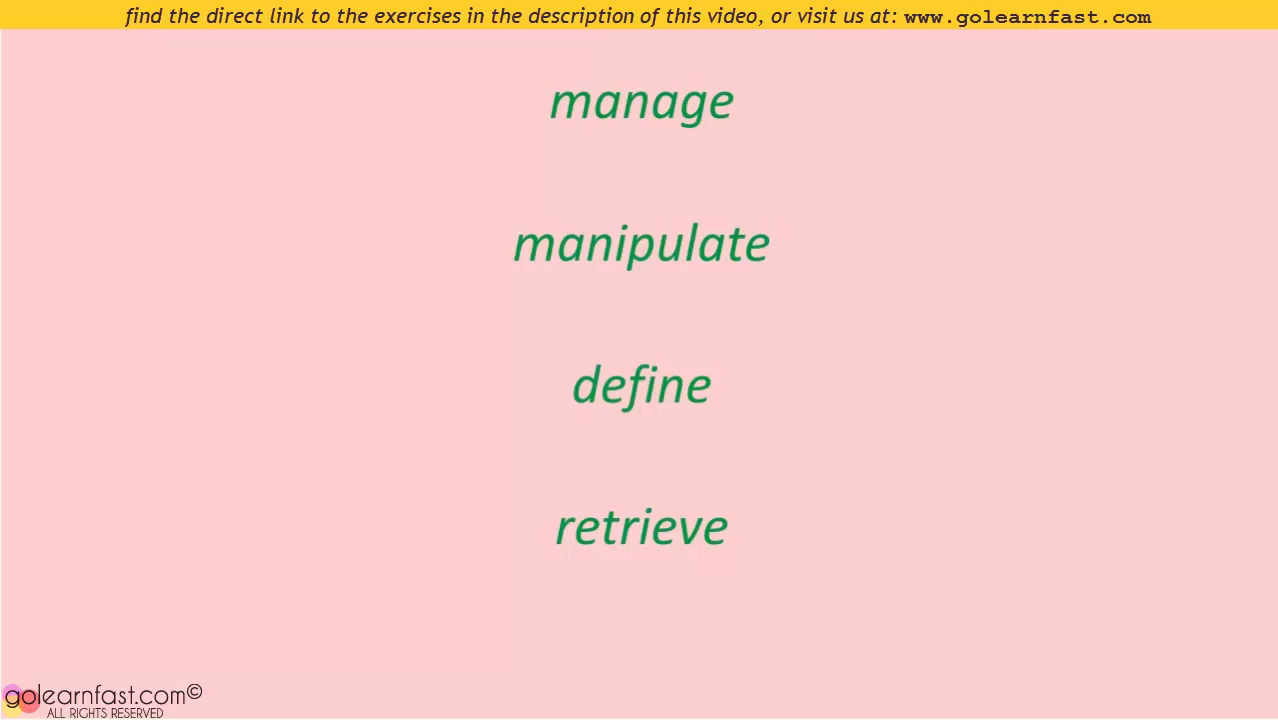 find the direct link to the exercises in the description of this video, or visit us at: www.golearnfast.com
manage
manipulate
define
retrieve
golearnfast.com©
ALL RIGHTS RESERVED